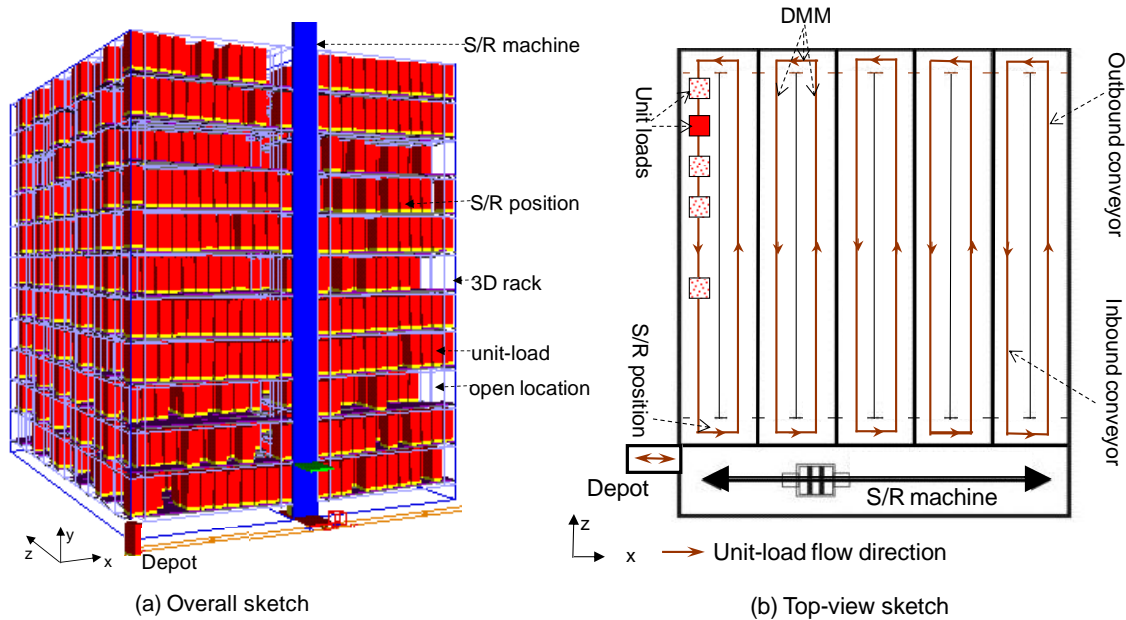 S/R machine
S/R position
3D rack
unit-load
open location
y
z
x
Depot
(a) Overall sketch
DMM
Unit loads
Outbound conveyor
S/R position
Inbound conveyor
Depot
S/R machine
z
x
Unit-load flow direction
(b) Top-view sketch